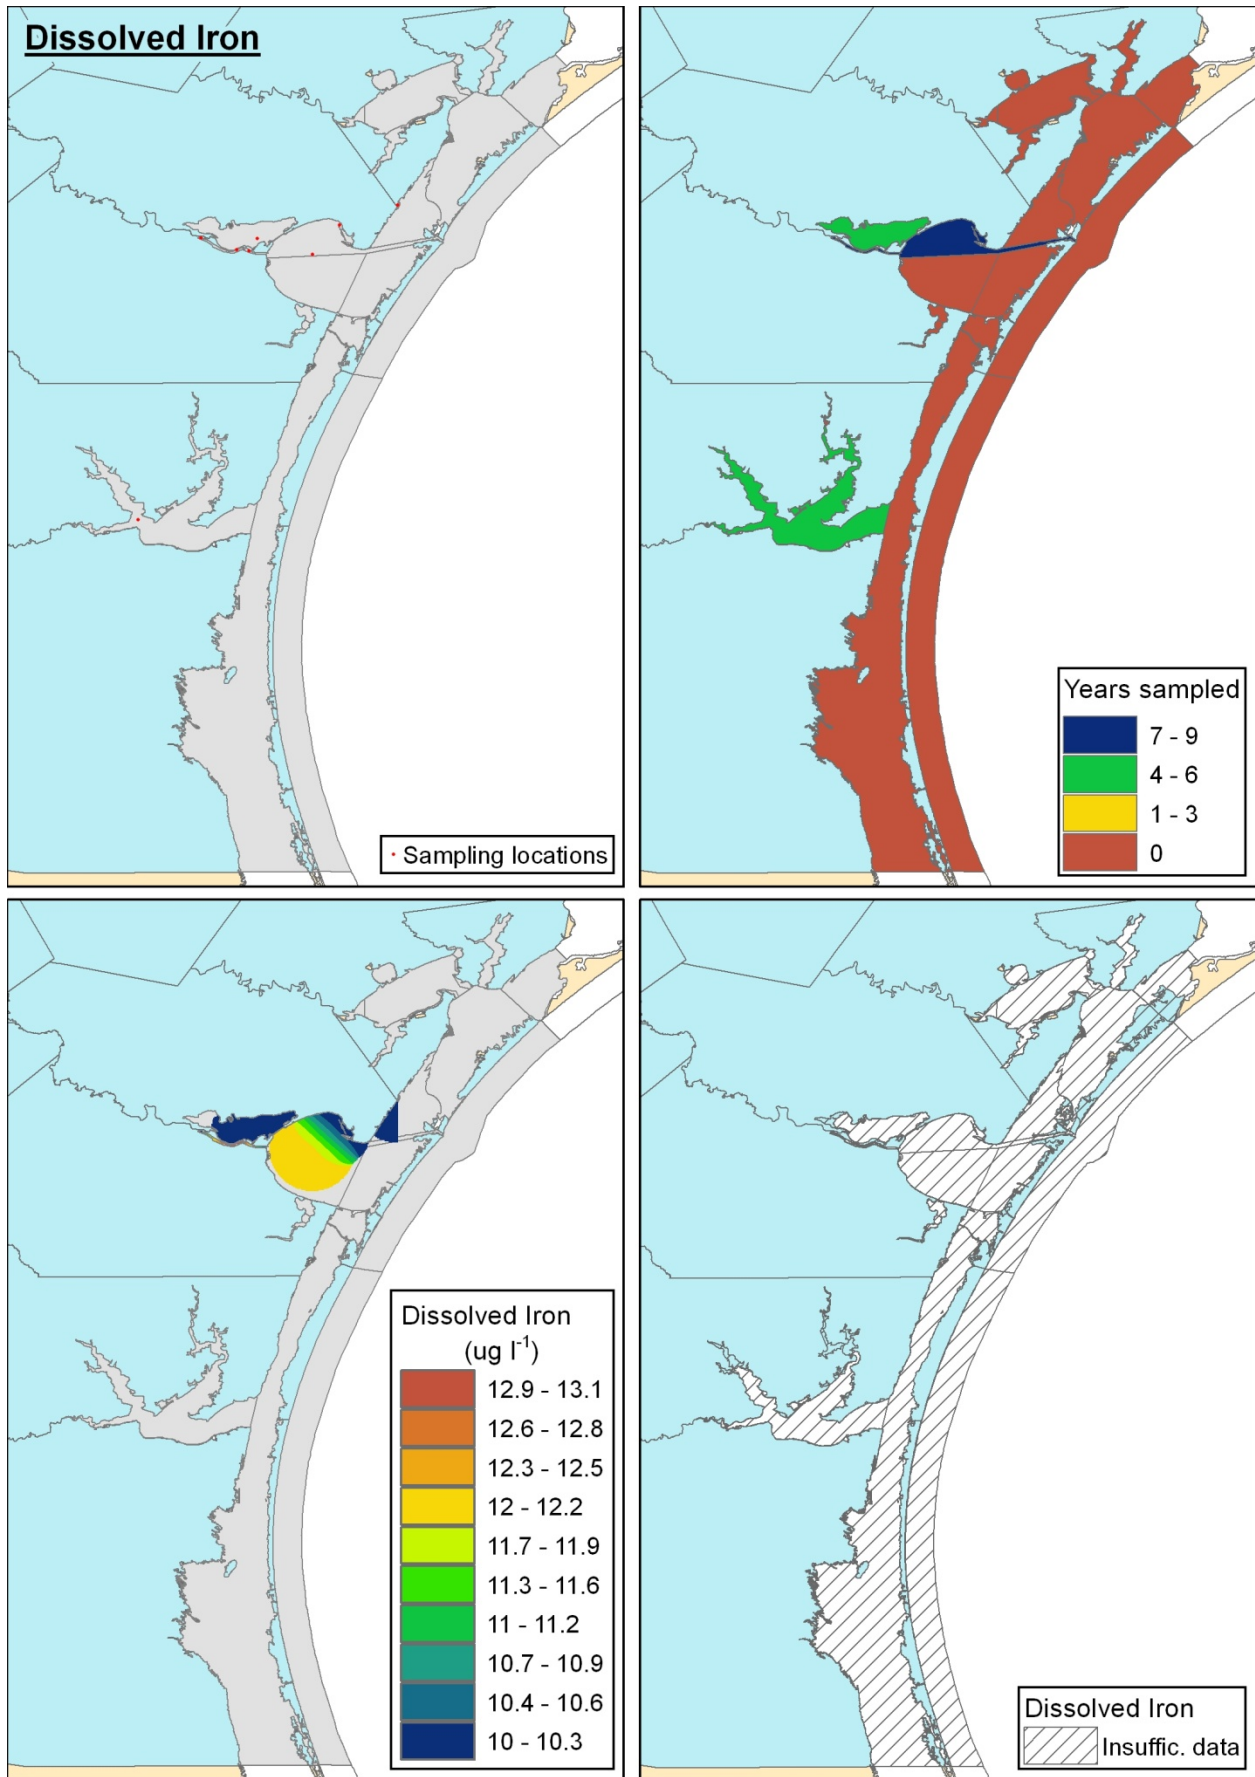 Dissolved Iron
Sampling locations
Years sampled
7 - 9
4 - 6
1 - 3
0
Dissolved Iron
(ug l⁻¹)
12.9 - 13.1
12.6 - 12.8
12.3 - 12.5
12 - 12.2
11.7 - 11.9
11.3 - 11.6
11 - 11.2
10.7 - 10.9
10.4 - 10.6
10 - 10.3
Dissolved Iron
Insuffic. data